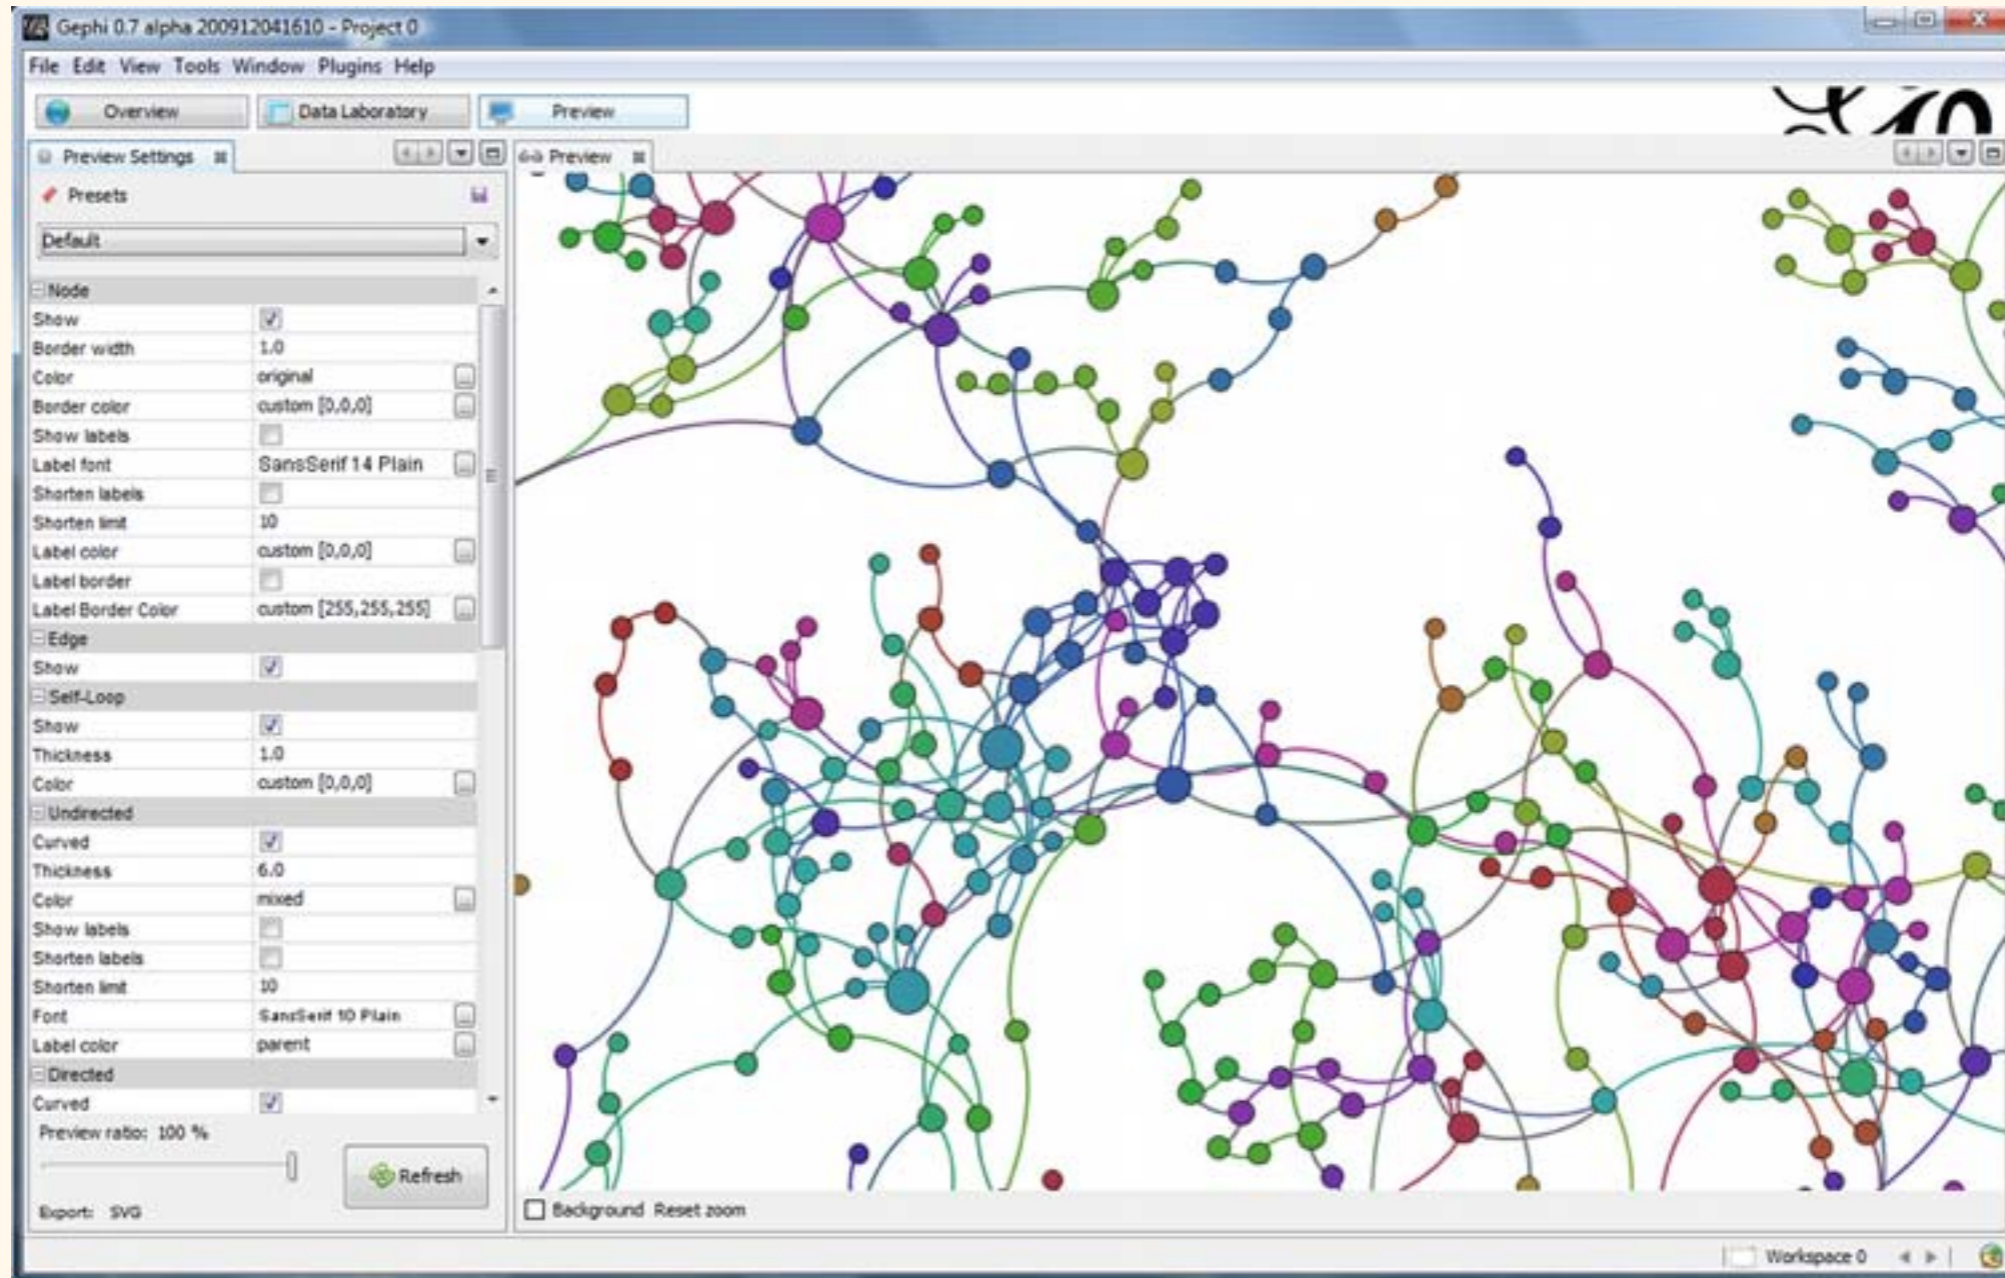 Gephi 0.7 alpha 200912041610 - Project 0
File Edit View Tools Window Plugins Help
Overview Data Laboratory Preview
Preview Settings
Presets
Default
Node
Show
Border width 1.0
Color original
Border color custom [0,0,0]
Show labels
Label font SansSerif 14 Plain
Shorten labels
Shorten limit 10
Label color custom [0,0,0]
Label border
Label Border Color custom [255,255,255]
Edge
Show
Self-Loop
Show
Thickness 1.0
Color custom [0,0,0]
Undirected
Curved
Thickness 6.0
Color mixed
Show labels
Shorten labels
Shorten limit 10
Font SansSerif 10 Plain
Label color parent
Directed
Curved
Preview ratio: 100 %
Refresh
Export: SVG
Preview
Background Reset zoom
Workspace 0